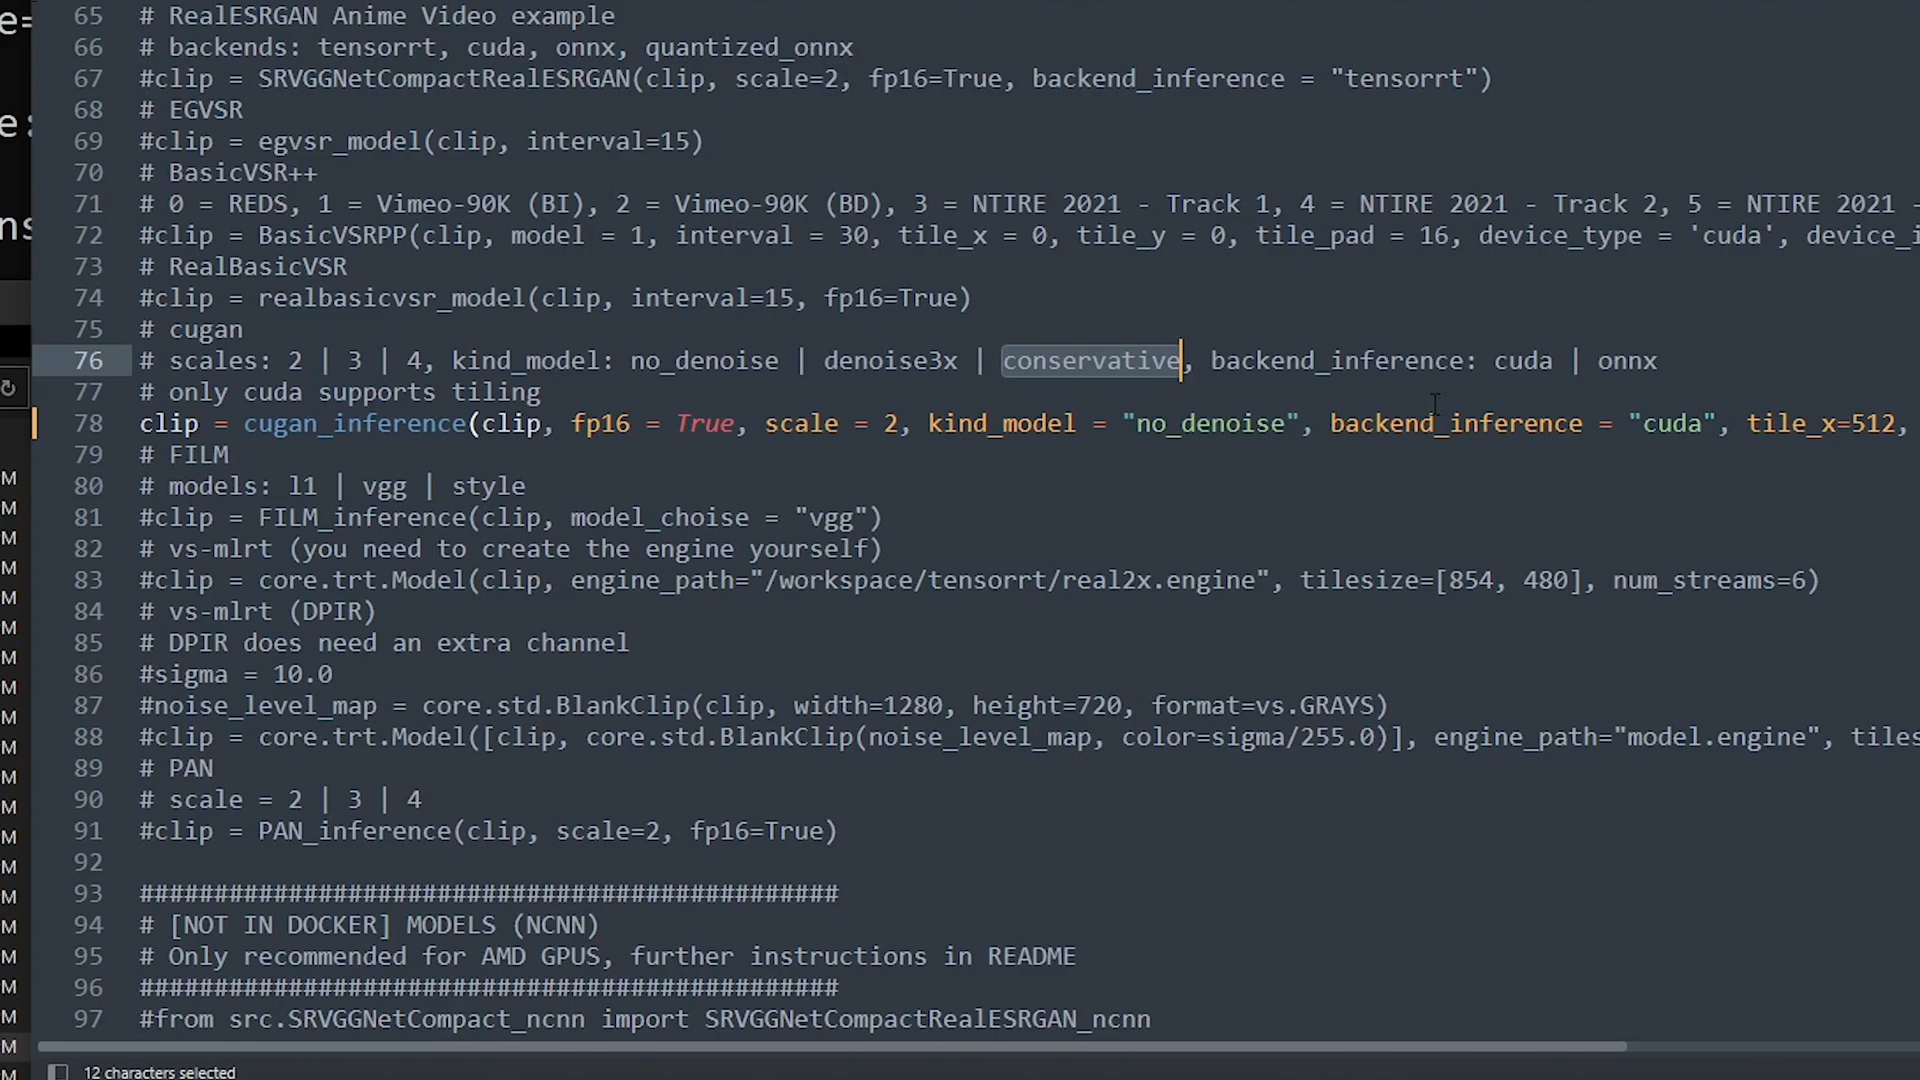 65 # RealESRGAN Anime Video example
66 # backends: tensorrt, cuda, onnx, quantized_onnx
67 #clip = SRVGGNetCompactRealESRGAN(clip, scale=2, fp16=True, backend_inference = "tensorrt")
68 # EGVSR
69 #clip = egvsr_model(clip, interval=15)
70 # BasicVSR++
71 # 0 = REDS, 1 = Vimeo-90K (BI), 2 = Vimeo-90K (BD), 3 = NTIRE 2021 - Track 1, 4 = NTIRE 2021 - Track 2, 5 = NTIRE 2021 -
72 #clip = BasicVSRPP(clip, model = 1, interval = 30, tile_x = 0, tile_y = 0, tile_pad = 16, device_type = 'cuda', device_i
73 # RealBasicVSR
74 #clip = realbasicvsr_model(clip, interval=15, fp16=True)
75 # cugan
76 # scales: 2 | 3 | 4, kind_model: no_denoise | denoise3x | conservative, backend_inference: cuda | onnx
77 # only cuda supports tiling
78 clip = cugan_inference(clip, fp16 = True, scale = 2, kind_model = "no_denoise", backend_inference = "cuda", tile_x=512,
79 # FILM
80 # models: l1 | vgg | style
81 #clip = FILM_inference(clip, model_choise = "vgg")
82 # vs-mlrt (you need to create the engine yourself)
83 #clip = core.trt.Model(clip, engine_path="/workspace/tensorrt/real2x.engine", tilesize=[854, 480], num_streams=6)
84 # vs-mlrt (DPIR)
85 # DPIR does need an extra channel
86 #sigma = 10.0
87 #noise_level_map = core.std.BlankClip(clip, width=1280, height=720, format=vs.GRAYS)
88 #clip = core.trt.Model([clip, core.std.BlankClip(noise_level_map, color=sigma/255.0)], engine_path="model.engine", tiles
89 # PAN
90 # scale = 2 | 3 | 4
91 #clip = PAN_inference(clip, scale=2, fp16=True)
92
93 ###############################################
94 # [NOT IN DOCKER] MODELS (NCNN)
95 # Only recommended for AMD GPUS, further instructions in README
96 ###############################################
97 #from src.SRVGGNetCompact_ncnn import SRVGGNetCompactRealESRGAN_ncnn
12 characters selected